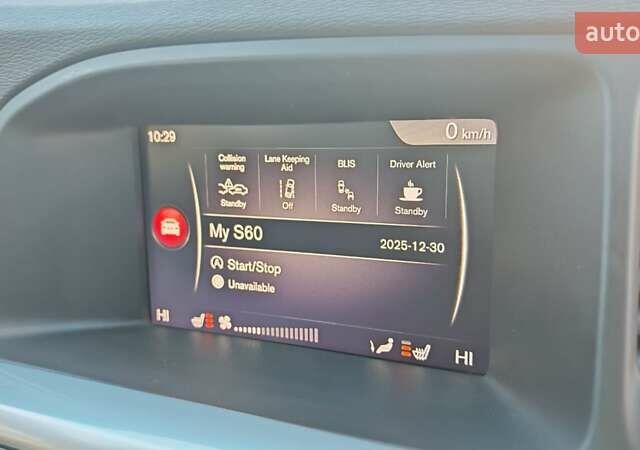 auto
10:29
0 km/h
Collision warning
Standby
Lane Keeping Aid
Off
BLIS
Standby
Driver Alert
Standby
My S60
2025-12-30
Start/Stop
Unavailable
HI
HI